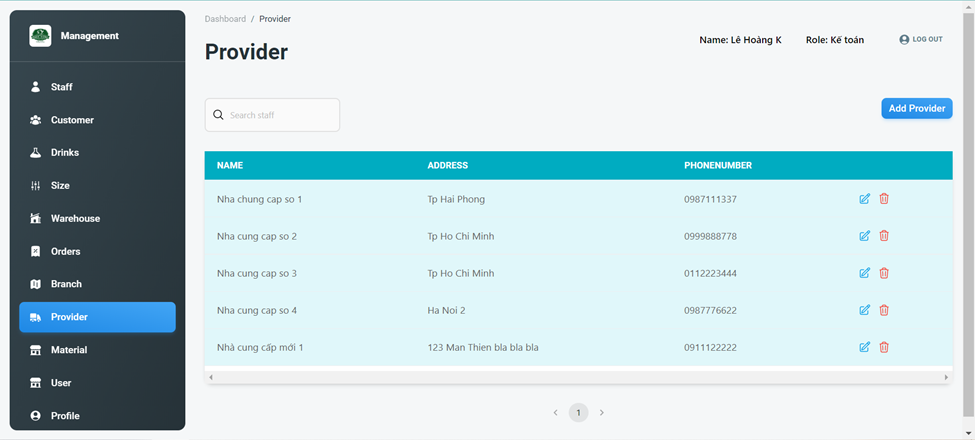 Management
Staff
Customer
Drinks
Size
Warehouse
Orders
Branch
Provider
Material
User
Profile
Dashboard / Provider
Provider
Name: Lê Hoàng K Role: Kế toán LOG OUT
Search staff
Add Provider
NAME ADDRESS PHONENUMBER
Nha chung cap so 1 Tp Hai Phong 0987111337
Nha cung cap so 2 Tp Ho Chi Minh 0999888778
Nha cung cap so 3 Tp Ho Chi Minh 0112223444
Nha cung cap so 4 Ha Noi 2 0987776622
Nhà cung cấp mới 1 123 Man Thien bla bla bla 0911122222
1